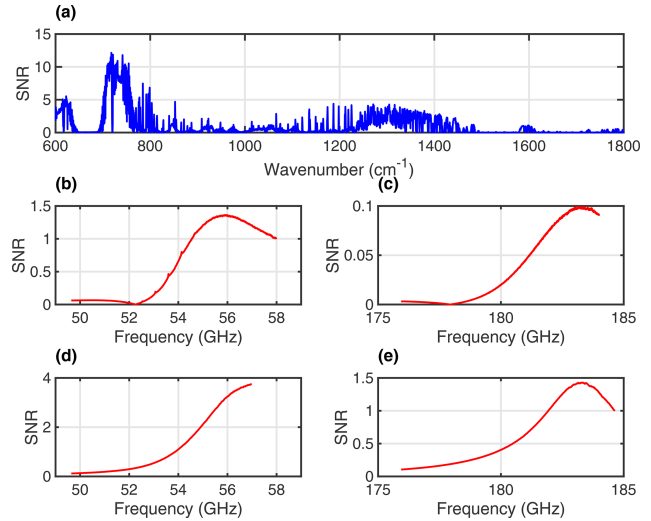 (a)
SNR
15
10
5
0
600 800 1000 1200 1400 1600 1800
Wavenumber (cm-1)
(b)
SNR
1.5
1
0.5
0
50 52 54 56 58
Frequency (GHz)
(c)
SNR
0.1
0.05
0
175 180 185
Frequency (GHz)
(d)
SNR
4
2
0
50 52 54 56 58
Frequency (GHz)
(e)
SNR
1.5
1
0.5
0
175 180 185
Frequency (GHz)